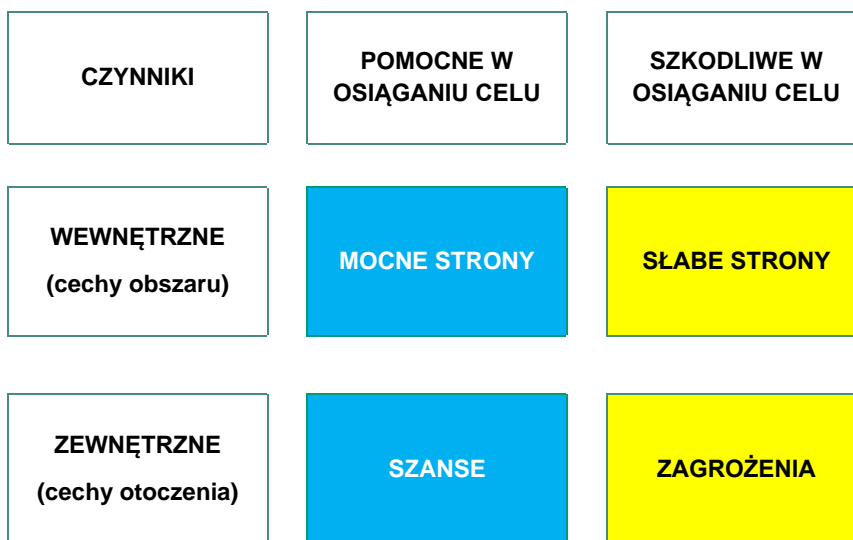 CZYNNIKI
POMOCNE W
OSIĄGANIU CELU
SZKODLIWE W
OSIĄGANIU CELU
WEWNĘTRZNE
(cechy obszaru)
MOCNE STRONY
SŁABE STRONY
ZEWNĘTRZNE
(cechy otoczenia)
SZANSE
ZAGROŻENIA